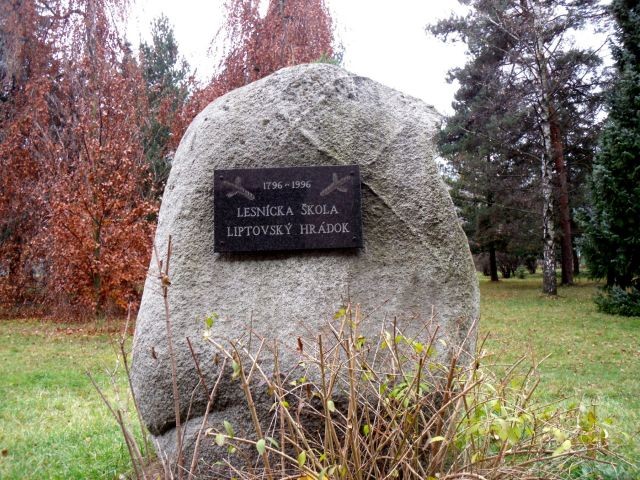 1796-1996
LESNÍCKA ŠKOLA
LIPTOVSKÝ HRÁDOK